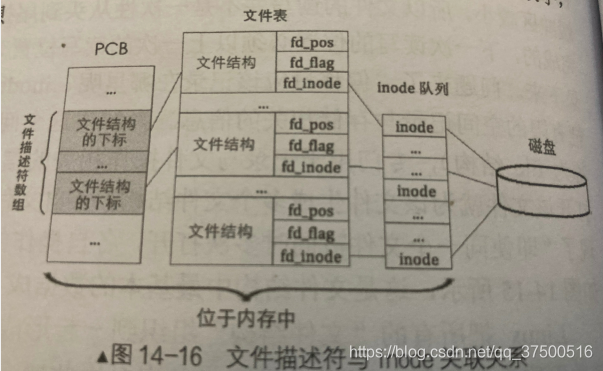 文件表
PCB
...
文件结构
的下标
...
文件结构
的下标
...
文件描述符数组
文件结构
fd_pos
fd_flag
fd_inode
...
文件结构
fd_pos
fd_flag
fd_inode
...
文件结构
fd_pos
fd_flag
fd_inode
inode 队列
inode
...
...
inode
...
...
inode
磁盘
位于内存中
▲图 14-16 文件描述符与 inode 关联关系
https://blog.csdn.net/qq_37500516